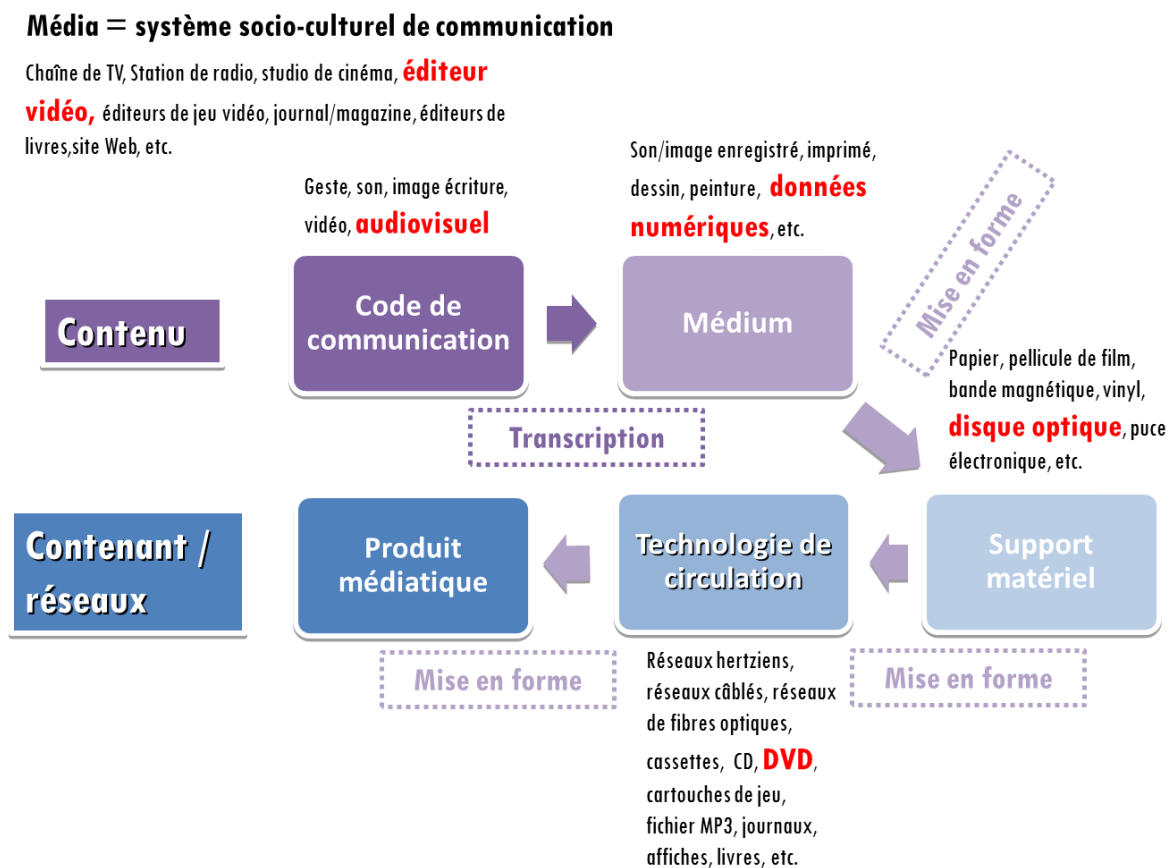 Média = système socio-culturel de communication
Chaîne de TV, Station de radio, studio de cinéma, éditeur
vidéo, éditeurs de jeu vidéo, journal/magazine, éditeurs de
livres,site Web, etc.
Geste, son, image écriture,
vidéo, audiovisuel
Son/image enregistré, imprimé,
dessin, peinture, données
numériques, etc.
Mise en forme
Contenu
Code de
communication
Médium
Transcription
Papier, pellicule de film,
bande magnétique, vinyl,
disque optique, puce
électronique, etc.
Contenant /
réseaux
Produit
médiatique
Technologie de
circulation
Support
matériel
Mise en forme
Mise en forme
Réseaux hertziens,
réseaux câblés, réseaux
de fibres optiques,
cassettes, CD, DVD,
cartouches de jeu,
fichier MP3, journaux,
affiches, livres, etc.